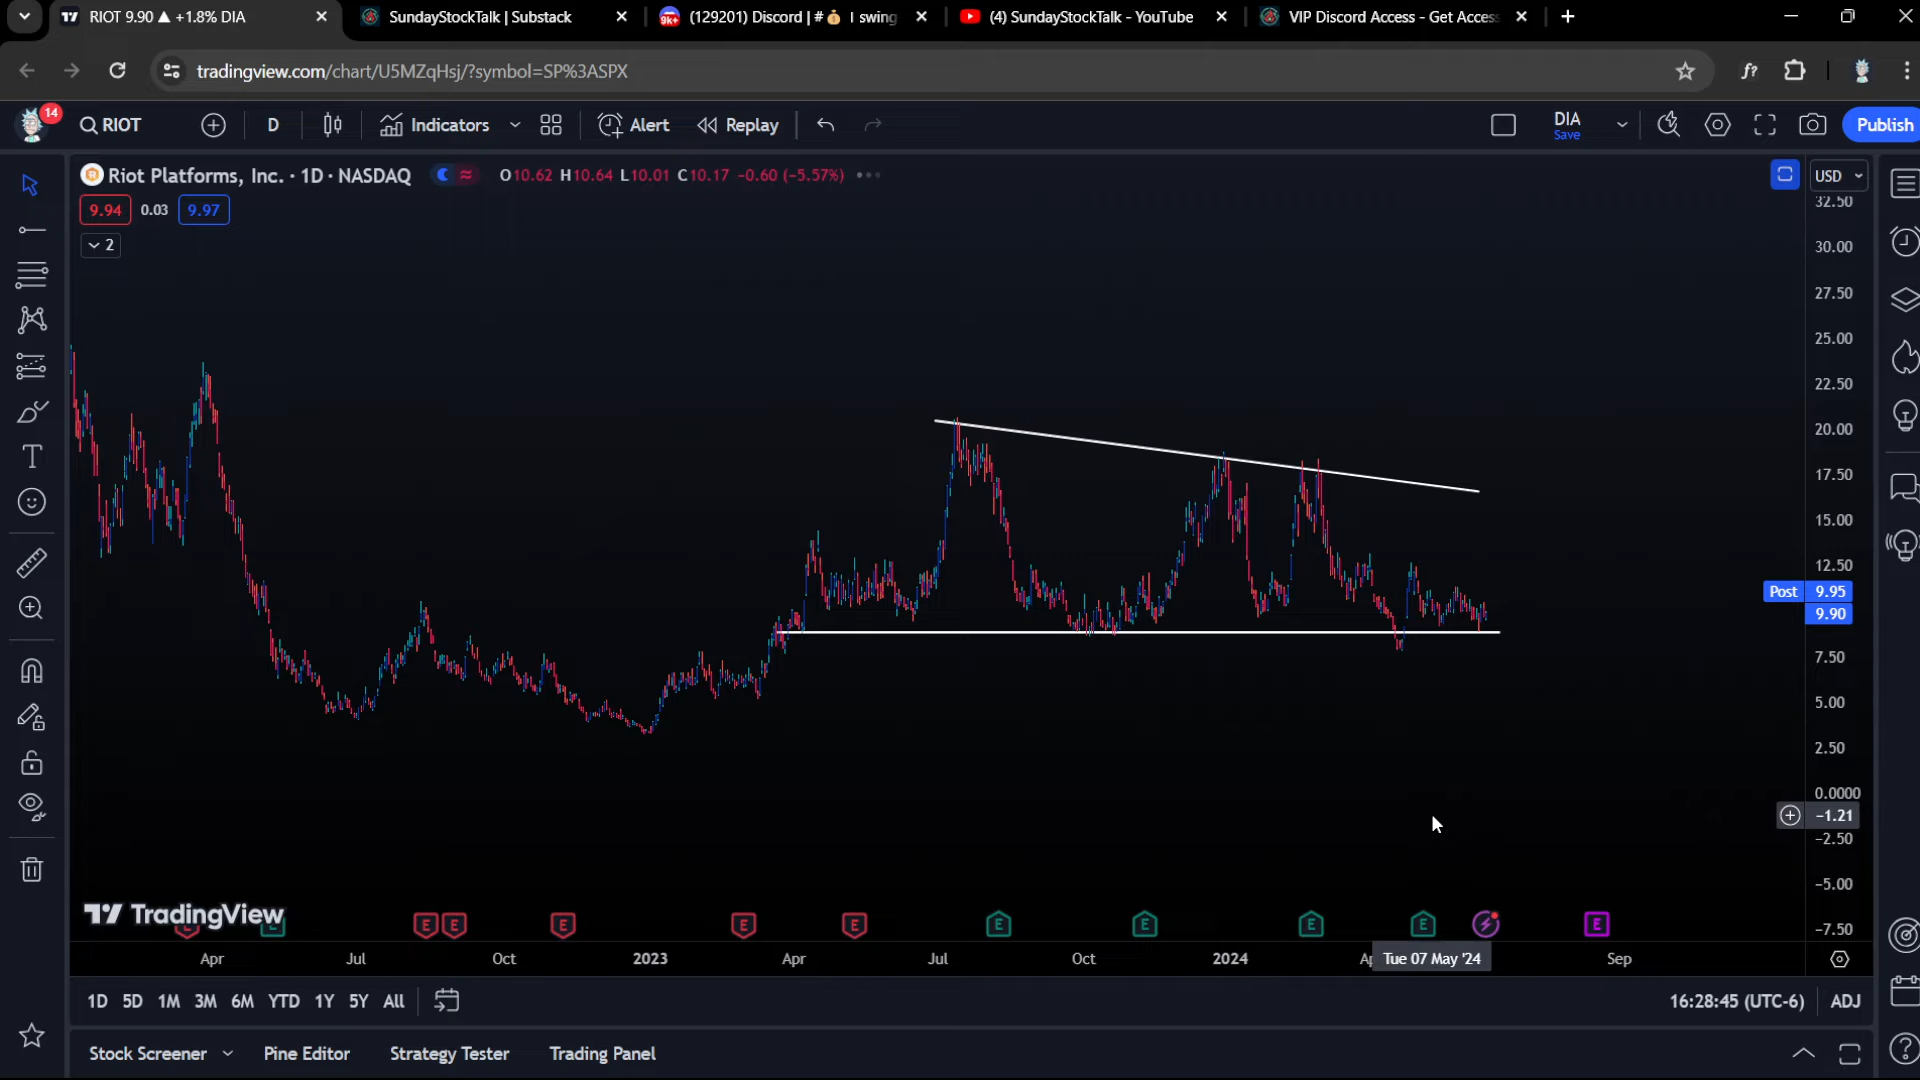 RIOT 9.90 ▲ +1.8% DIA
SundayStockTalk | Substack
(129201) Discord | #💰 I swing
9k+
(4) SundayStockTalk - YouTube
VIP Discord Access - Get Access
tradingview.com/chart/U5MZqHsj/?symbol=SP%3ASPX
f?
14
RIOT
D
Indicators
Alert
Replay
DIA
Save
Publish
Riot Platforms, Inc. · 1D · NASDAQ
O10.62 H10.64 L10.01 C10.17 −0.60 (−5.57%)
USD
9.94
0.03
9.97
2
32.50
30.00
27.50
25.00
22.50
20.00
17.50
15.00
12.50
Post 9.95
9.90
7.50
5.00
2.50
0.0000
−1.21
−2.50
−5.00
−7.50
TradingView
E
E
E
E
E
E
E
E
E
E
Apr
Jul
Oct
2023
Apr
Jul
Oct
2024
Tue 07 May '24
Sep
1D
5D
1M
3M
6M
YTD
1Y
5Y
All
16:28:45 (UTC-6)
ADJ
Stock Screener
Pine Editor
Strategy Tester
Trading Panel